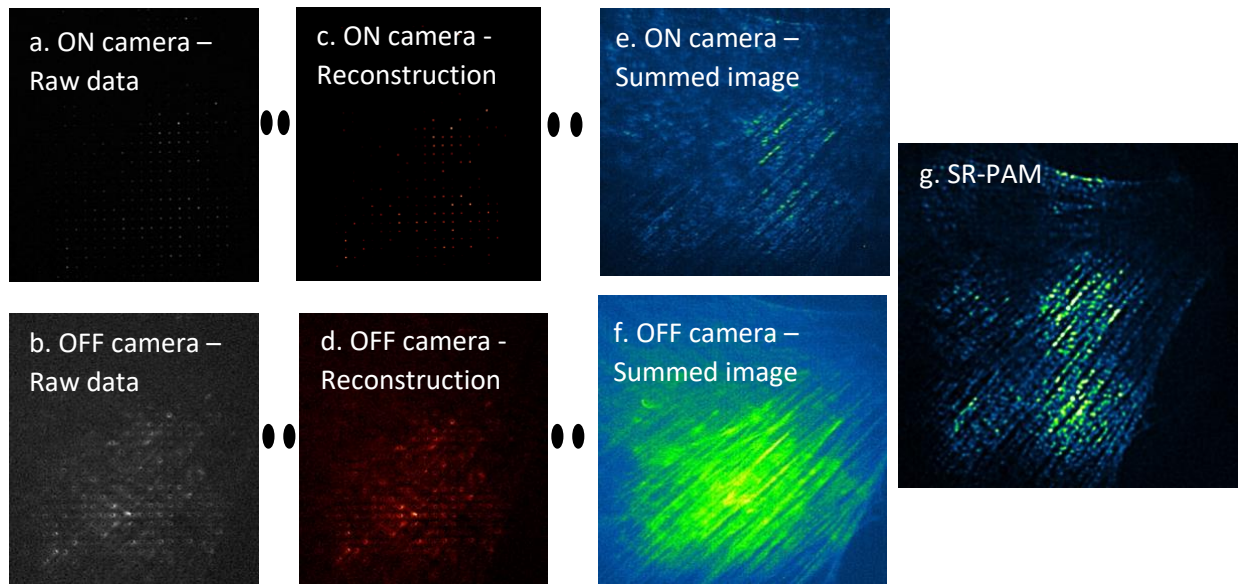 a. ON camera –
Raw data
c. ON camera -
Reconstruction
e. ON camera –
Summed image
g. SR-PAM
b. OFF camera –
Raw data
d. OFF camera -
Reconstruction
f. OFF camera –
Summed image